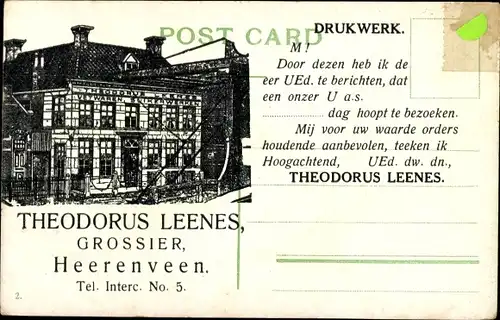 POST CARD
DRUKWERK.
M!
Door dezen heb ik de
eer UEd. te berichten, dat
een onzer U a.s.
dag hoopt te bezoeken.
Mij voor uw waarde orders
houdende aanbevolen, teeken ik
Hoogachtend, UEd. dw. dn.,
THEODORUS LEENES.
THEODORUS LEENES
THEODORUS LEENES,
GROSSIER,
Heerenveen.
Tel. Interc. No. 5.
2.